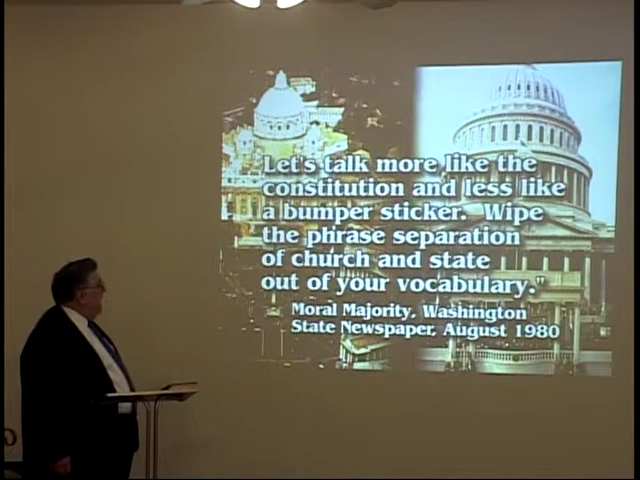 Let's talk more like the
constitution and less like
a bumper sticker. Wipe
the phrase separation
of church and state
out of your vocabulary."
Moral Majority, Washington
State Newspaper, August 1980